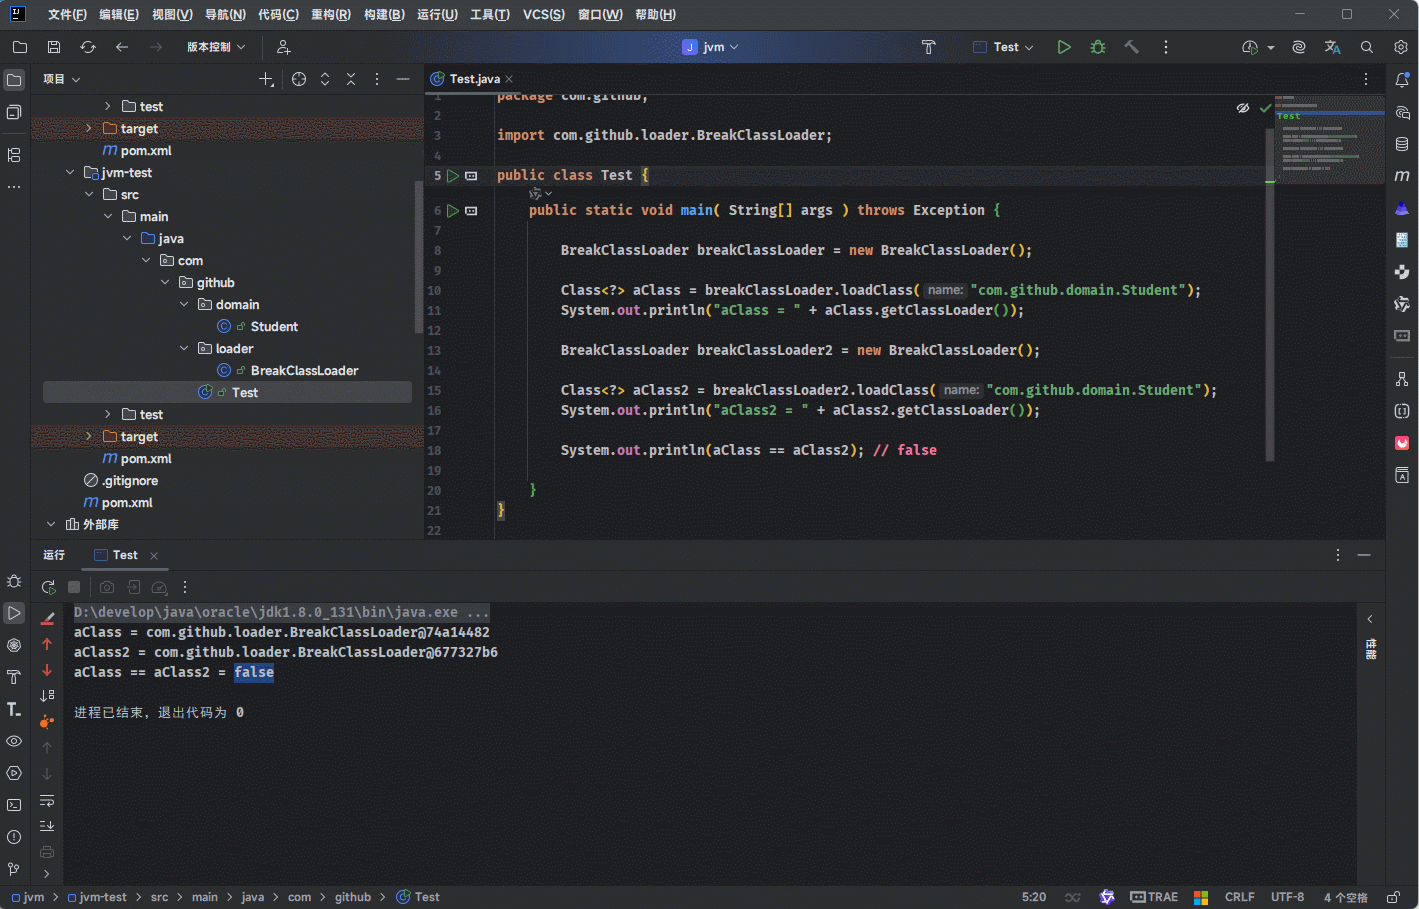 文件(F) 编辑(E) 视图(V) 导航(N) 代码(C) 重构(R) 构建(B) 运行(U) 工具(T) VCS(S) 窗口(W) 帮助(H)
版本控制 J jvm Test
项目
test
target
pom.xml
jvm-test
src
main
java
com
github
domain
Student
loader
BreakClassLoader
Test
test
target
pom.xml
.gitignore
pom.xml
外部库
Test.java
1 package com.github;
2
3 import com.github.loader.BreakClassLoader;
4
5 public class Test {
6 public static void main( String[] args ) throws Exception {
7
8 BreakClassLoader breakClassLoader = new BreakClassLoader();
9
10 Class<?> aClass = breakClassLoader.loadClass( name: "com.github.domain.Student");
11 System.out.println("aClass = " + aClass.getClassLoader());
12
13 BreakClassLoader breakClassLoader2 = new BreakClassLoader();
14
15 Class<?> aClass2 = breakClassLoader2.loadClass( name: "com.github.domain.Student");
16 System.out.println("aClass2 = " + aClass2.getClassLoader());
17
18 System.out.println(aClass == aClass2); // false
19
20 }
21 }
22
Test
运行 Test
D:\develop\java\oracle\jdk1.8.0_131\bin\java.exe ...
aClass = com.github.loader.BreakClassLoader@74a14482
aClass2 = com.github.loader.BreakClassLoader@677327b6
aClass == aClass2 = false
进程已结束，退出代码为 0
性能
jvm > jvm-test > src > main > java > com > github > Test
5:20 TRAE CRLF UTF-8 4 个空格